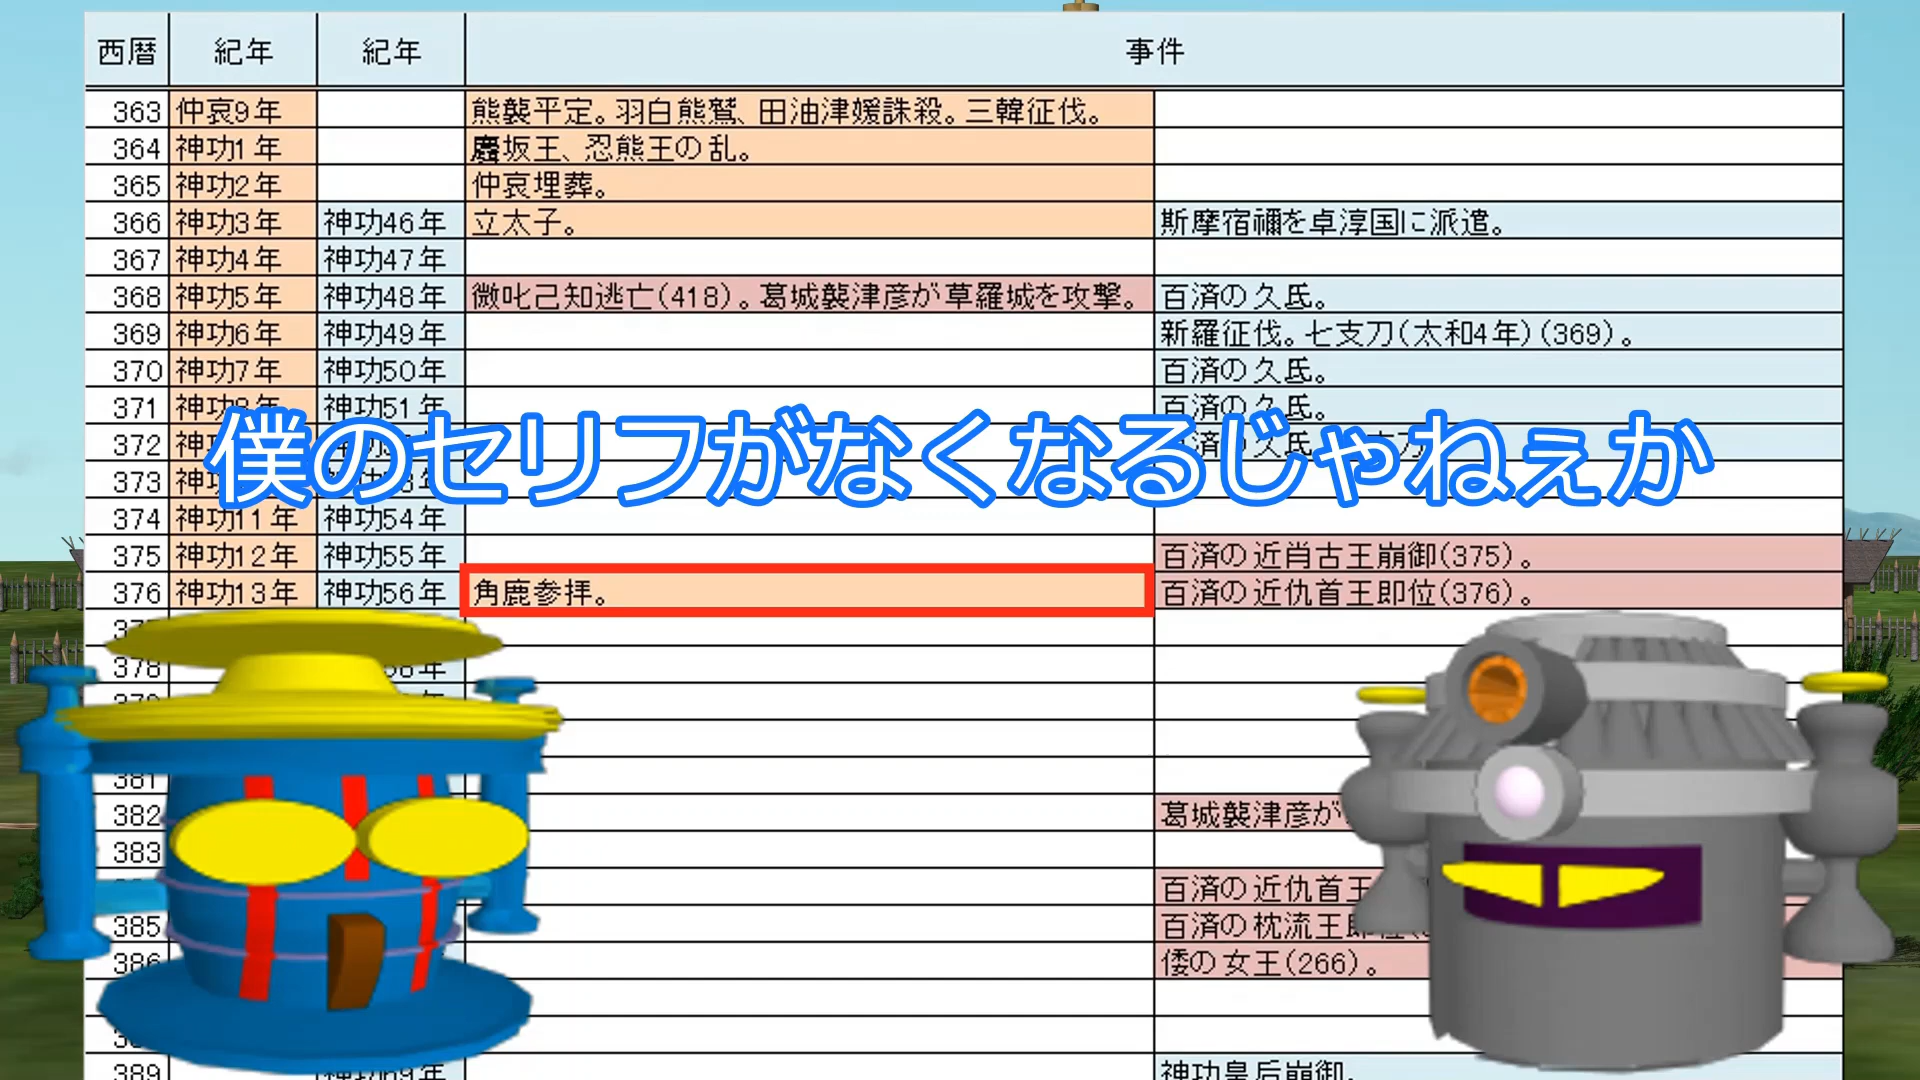 西暦 紀年 紀年 事件
363 仲哀9年 熊襲平定。羽白熊鷲、田油津媛誅殺。三韓征伐。
364 神功1年 麛坂王、忍熊王の乱。
365 神功2年 仲哀埋葬。
366 神功3年 神功46年 立太子。 斯摩宿禰を卓淳国に派遣。
367 神功4年 神功47年
368 神功5年 神功48年 微叱己知逃亡(418)。葛城襲津彦が草羅城を攻撃。 百済の久氐。
369 神功6年 神功49年 新羅征伐。七支刀(太和4年)(369)。
370 神功7年 神功50年 百済の久氐。
371 神功8年 神功51年 百済の久氐。
僕のセリフがなくなるじゃねぇか
372
373
374 神功11年 神功54年
375 神功12年 神功55年 百済の近肖古王崩御(375)。
376 神功13年 神功56年 角鹿参拝。 百済の近仇首王即位(376)。
378
381
382 葛城襲津彦が
383
百済の近仇首王
385 百済の枕流王即位
386 倭の女王(266)。
389 神功69年 神功皇后崩御。